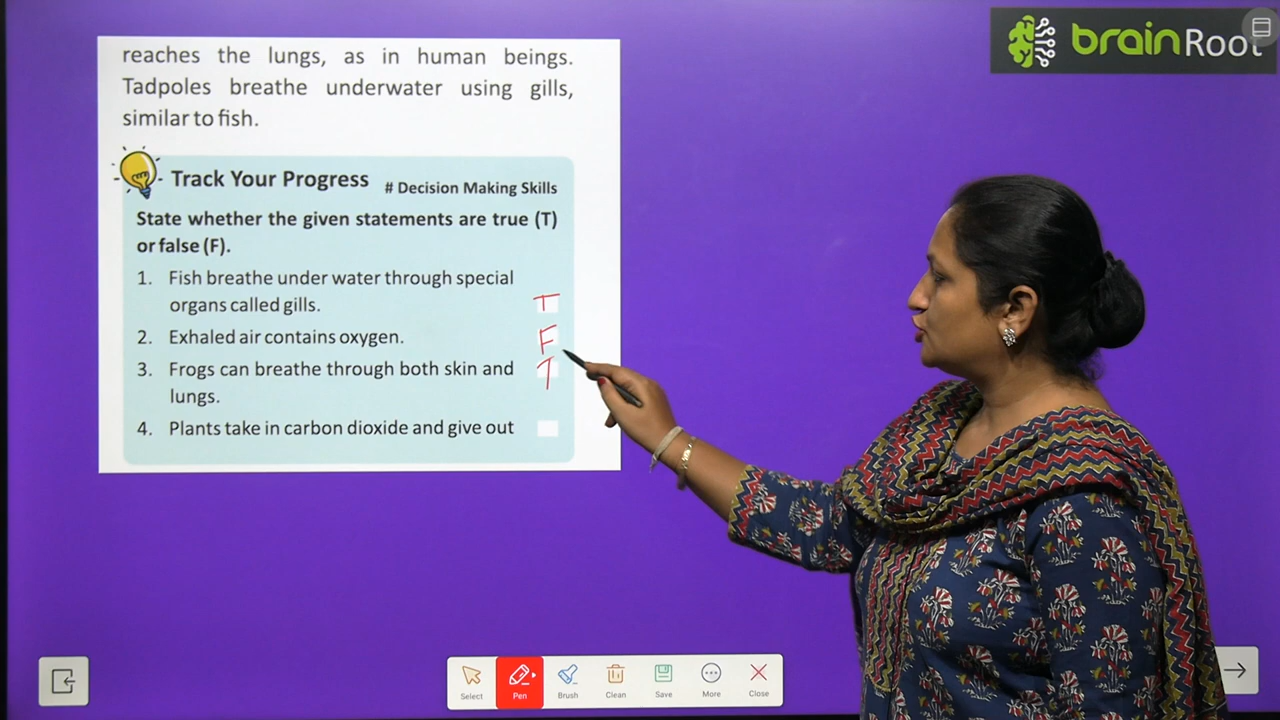 brainRoot
reaches the lungs, as in human beings.
Tadpoles breathe underwater using gills,
similar to fish.
Track Your Progress # Decision Making Skills
State whether the given statements are true (T)
or false (F).
1. Fish breathe under water through special
organs called gills. T
2. Exhaled air contains oxygen. F
3. Frogs can breathe through both skin and T
lungs.
4. Plants take in carbon dioxide and give out
Select Pen Brush Clean Save More Close